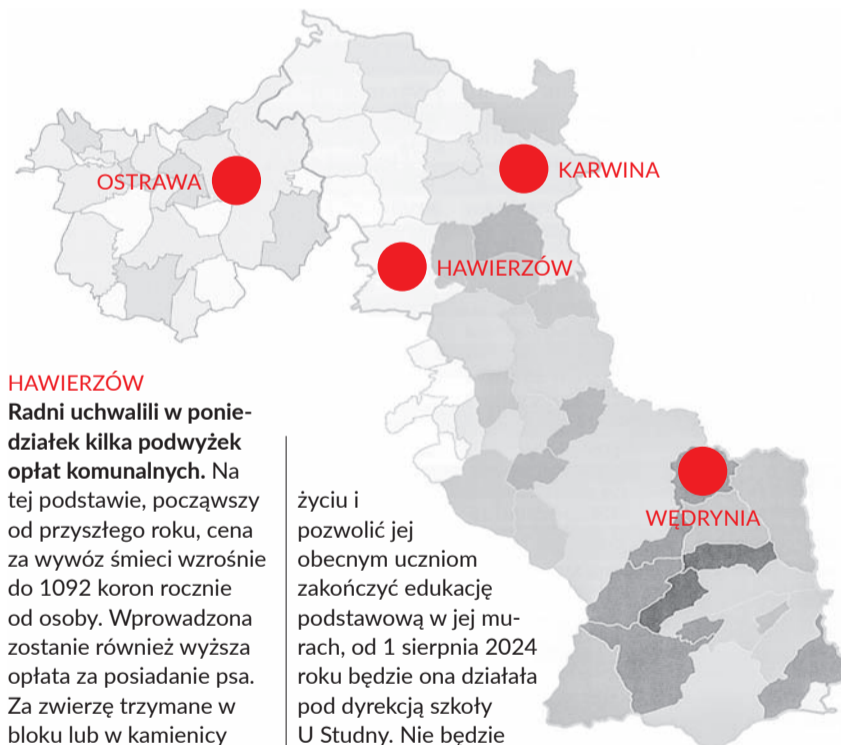 OSTRAWA
KARWINA
HAWIERZÓW
WĘDRYNIA
HAWIERZÓW
Radni uchwalili w ponie-
działek kilka podwyżek
opłat komunalnych. Na
tej podstawie, począwszy
od przyszłego roku, cena
za wywóz śmieci wzrośnie
do 1092 koron rocznie
od osoby. Wprowadzona
zostanie również wyższa
opłata za posiadanie psa.
Za zwierzę trzymane w
bloku lub w kamienicy
życiu i
pozwolić jej
obecnym uczniom
zakończyć edukację
podstawową w jej mu-
rach, od 1 sierpnia 2024
roku będzie ona działała
pod dyrekcją szkoły
U Studny. Nie będzie